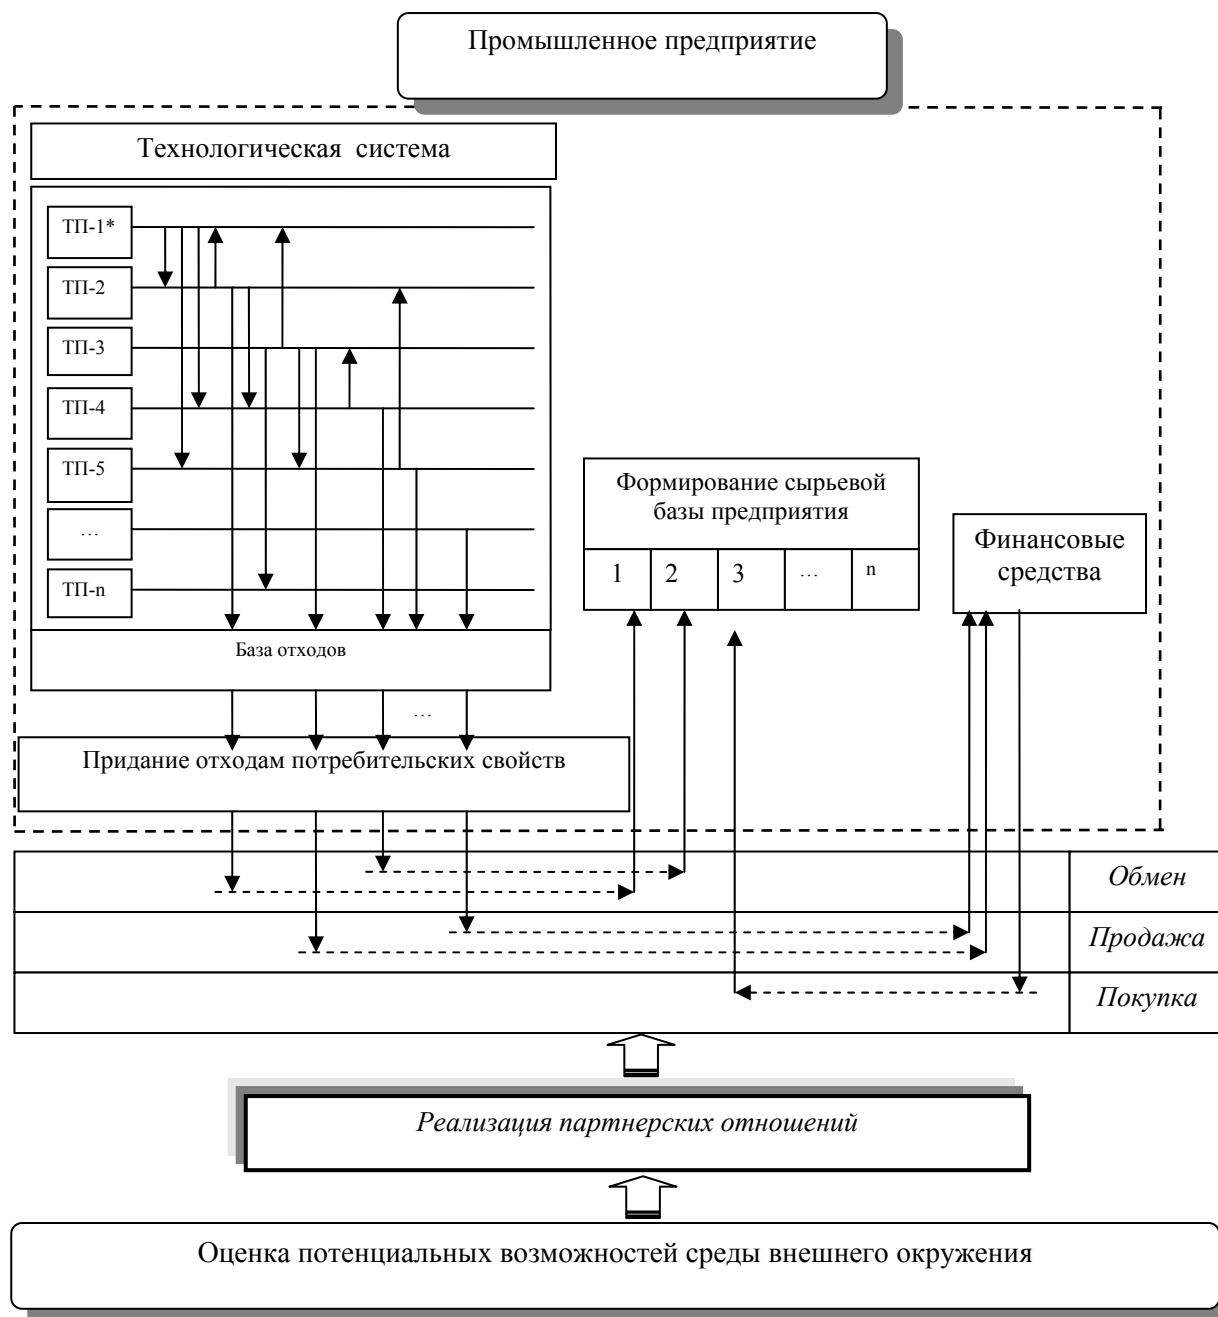 Промышленное предприятие
Технологическая система
ТП-1*
ТП-2
ТП-3
ТП-4
ТП-5
…
ТП-n
База отходов
…
Придание отходам потребительских свойств
Формирование сырьевой
базы предприятия
1 2 3 … n
Финансовые
средства
Обмен
Продажа
Покупка
Реализация партнерских отношений
Оценка потенциальных возможностей среды внешнего окружения